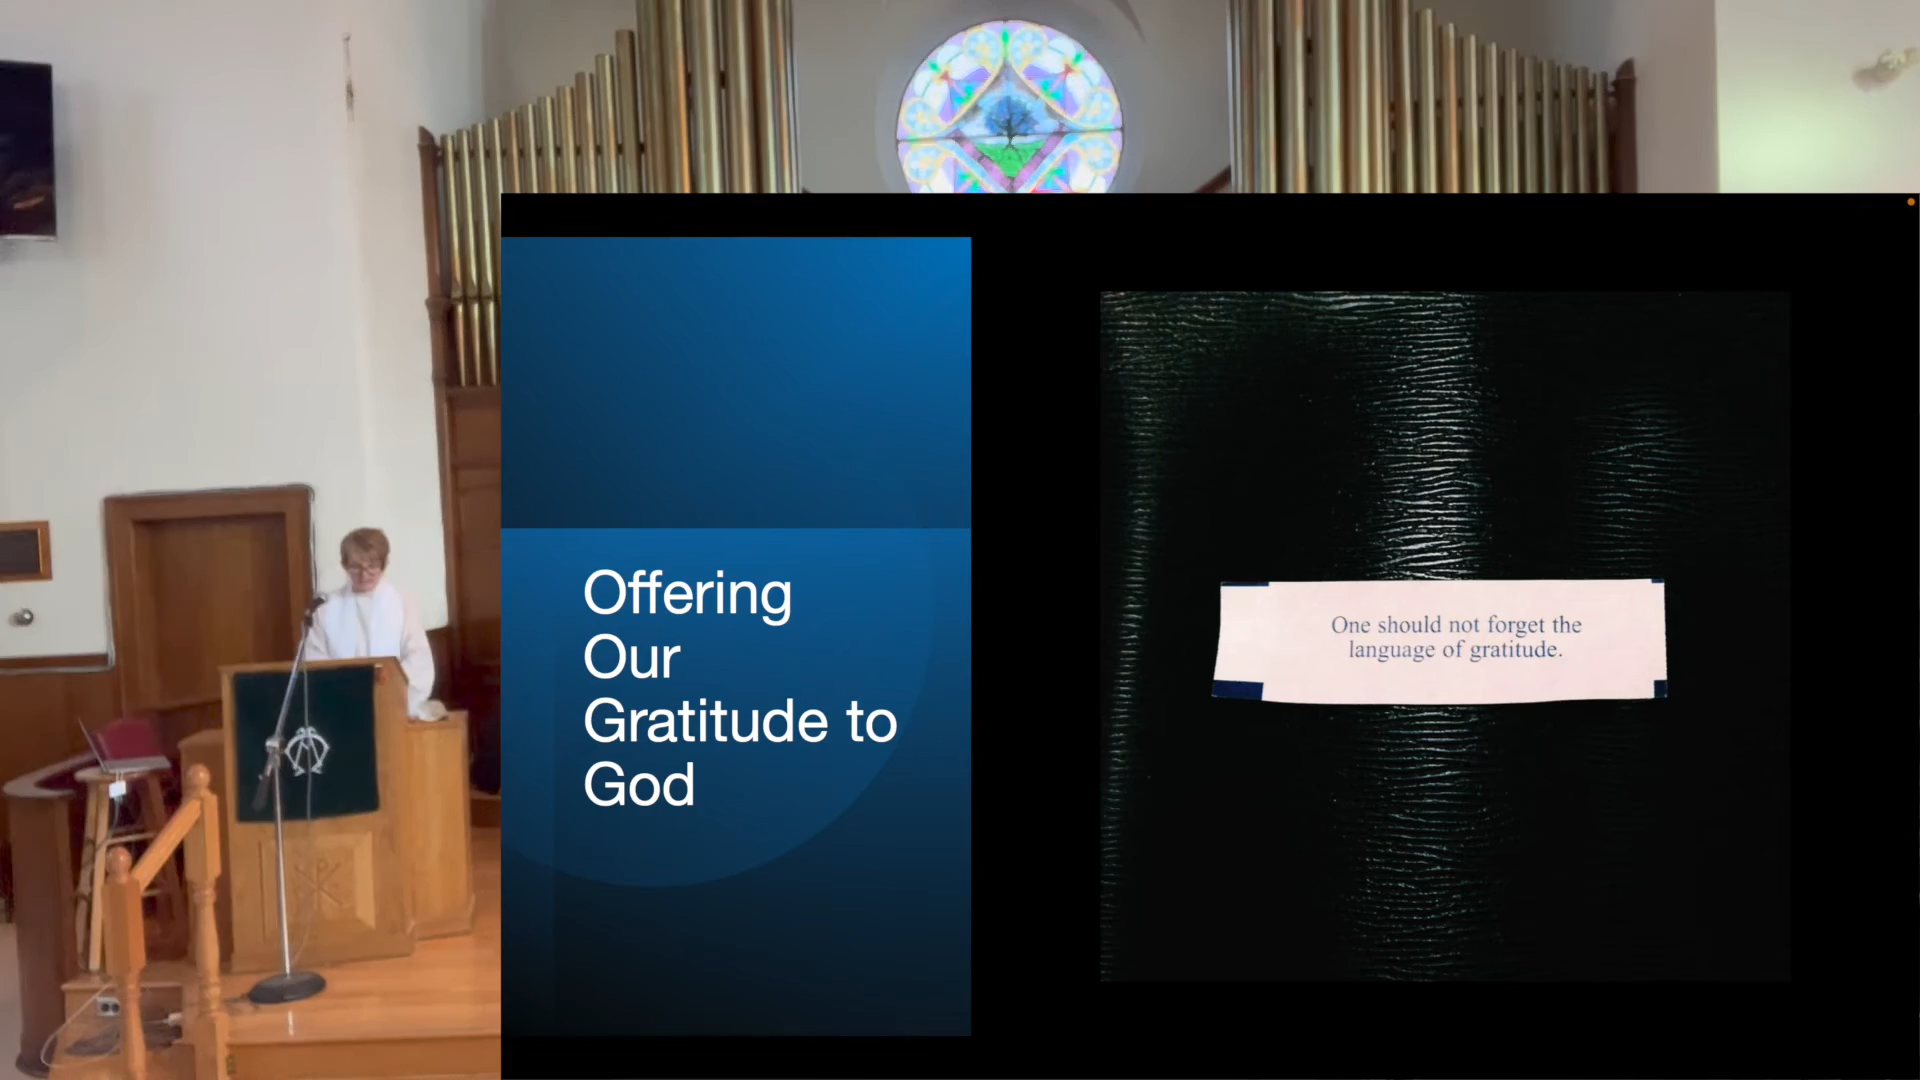 Offering
Our
Gratitude to
God
One should not forget the
language of gratitude.